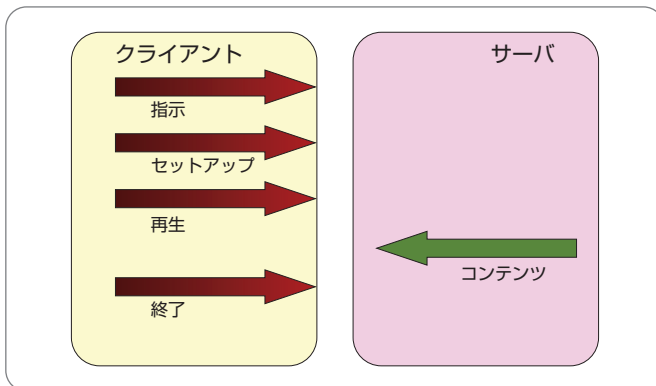 クライアント
サーバ
指示
セットアップ
再生
コンテンツ
終了